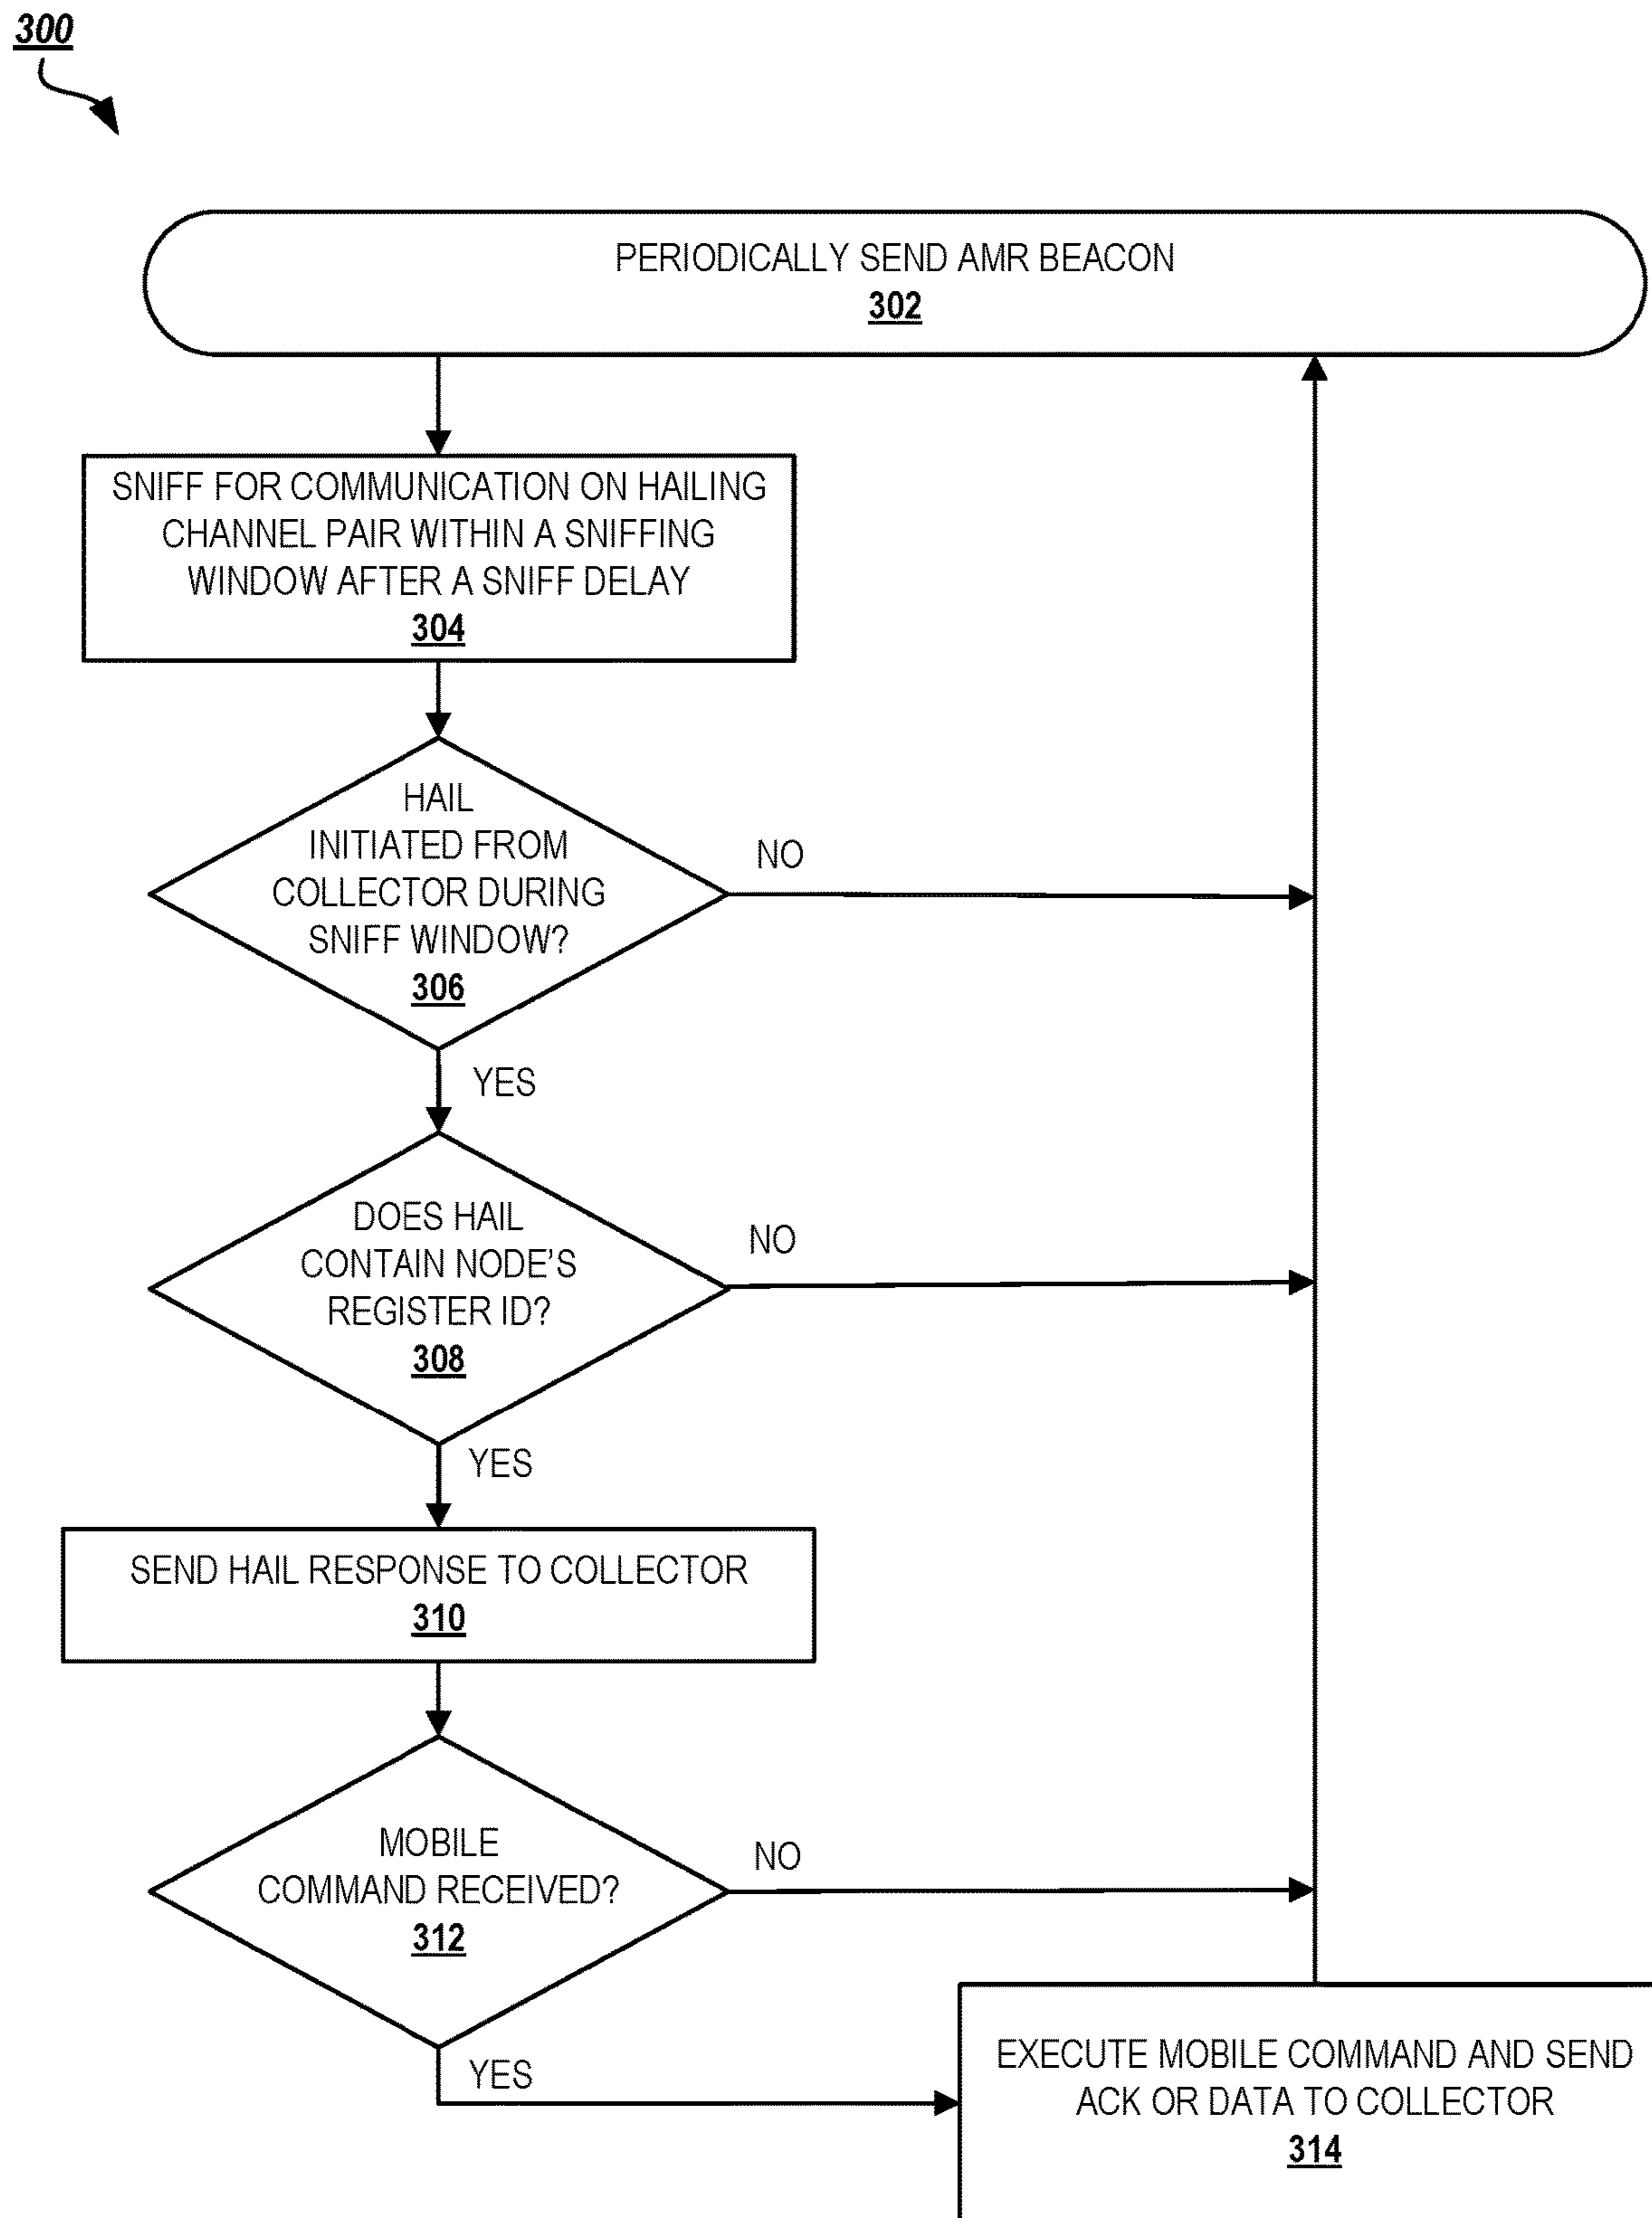 300
PERIODICALLY SEND AMR BEACON
302
SNIFF FOR COMMUNICATION ON HAILING
CHANNEL PAIR WITHIN A SNIFFING
WINDOW AFTER A SNIFF DELAY
304
HAIL
INITIATED FROM
COLLECTOR DURING
SNIFF WINDOW?
306
NO
YES
DOES HAIL
CONTAIN NODE'S
REGISTER ID?
308
NO
YES
SEND HAIL RESPONSE TO COLLECTOR
310
MOBILE
COMMAND RECEIVED?
312
NO
YES
EXECUTE MOBILE COMMAND AND SEND
ACK OR DATA TO COLLECTOR
314